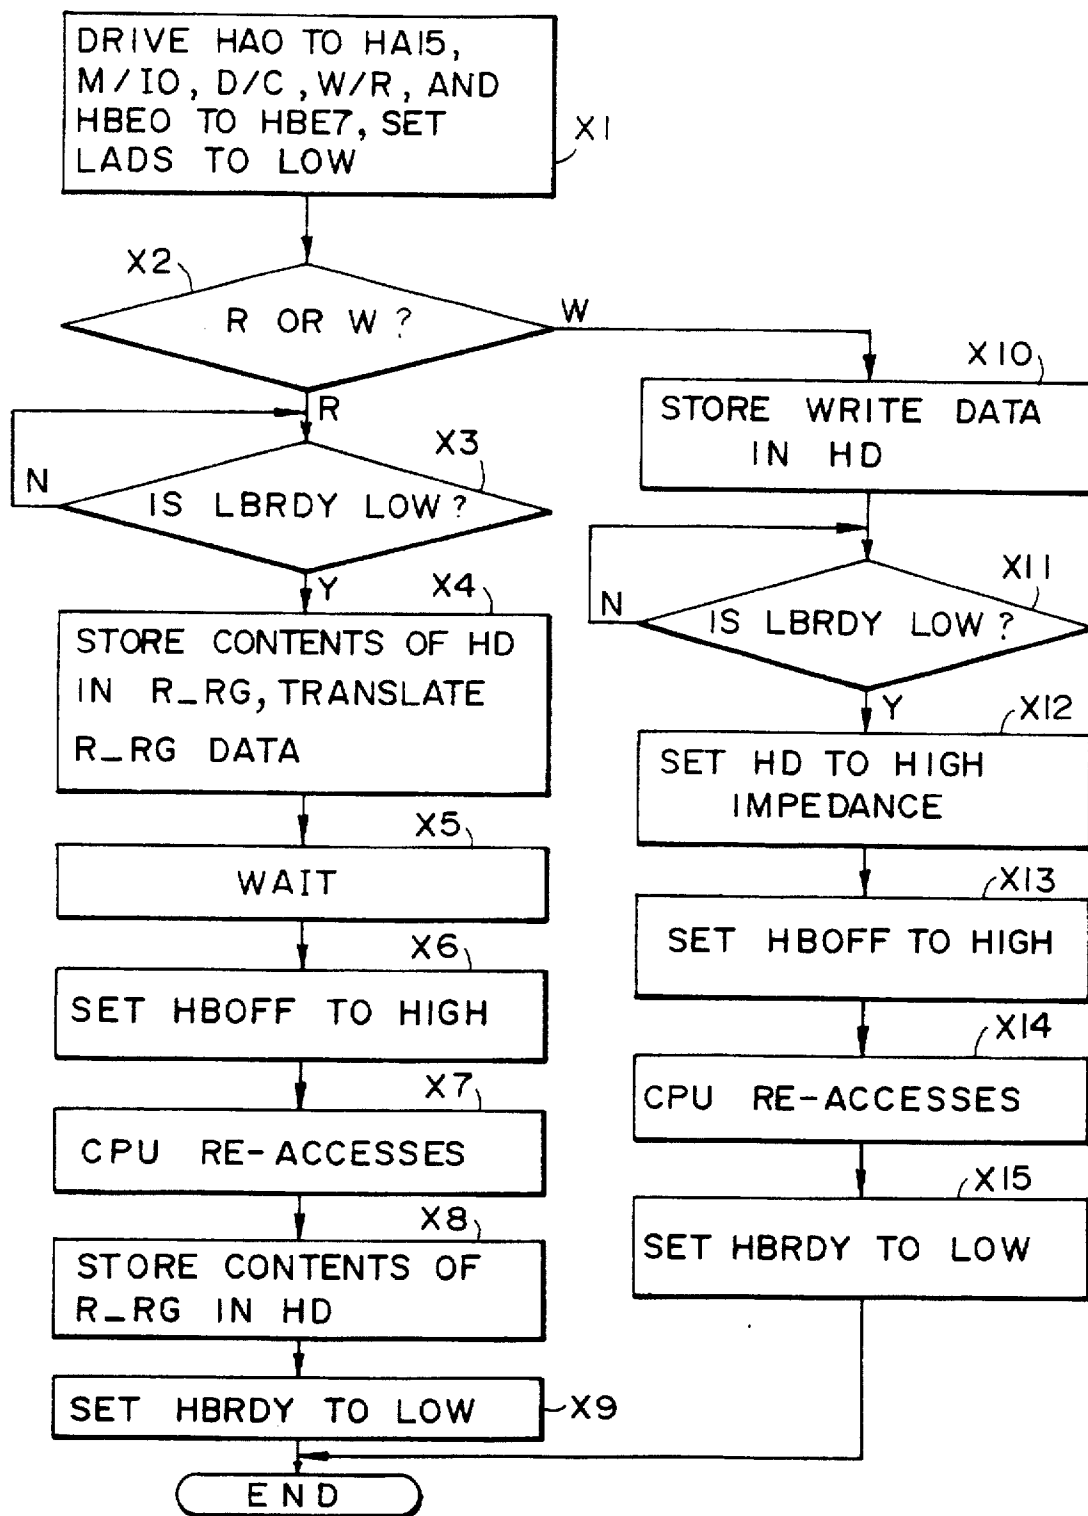 DRIVE HA0 TO HA15,
M/IO, D/C, W/R, AND
HBE0 TO HBE7, SET
LADS TO LOW
X1
X2
R OR W?
W
R
X3
N
IS LBRDY LOW?
Y
X4
STORE CONTENTS OF HD
IN R_RG, TRANSLATE
R_RG DATA
X5
WAIT
X6
SET HBOFF TO HIGH
X7
CPU RE-ACCESSES
X8
STORE CONTENTS OF
R_RG IN HD
SET HBRDY TO LOW
X9
END
X10
STORE WRITE DATA
IN HD
X11
N
IS LBRDY LOW?
Y
X12
SET HD TO HIGH
IMPEDANCE
X13
SET HBOFF TO HIGH
X14
CPU RE-ACCESSES
X15
SET HBRDY TO LOW